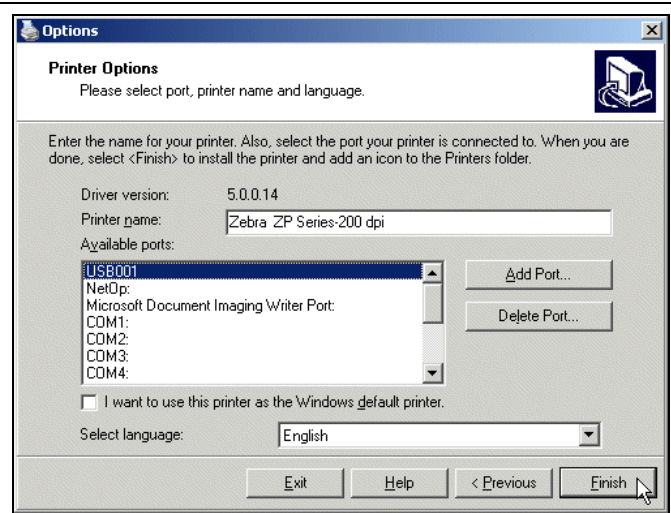 Options
Printer Options
Please select port, printer name and language.
Enter the name for your printer. Also, select the port your printer is connected to. When you are
done, select <Finish> to install the printer and add an icon to the Printers folder.
Driver version: 5.0.0.14
Printer name: Zebra ZP Series-200 dpi
Available ports:
USB001
NetOp:
Microsoft Document Imaging Writer Port:
COM1:
COM2:
COM3:
COM4:
Add Port...
Delete Port...
I want to use this printer as the Windows default printer.
Select language: English
Exit Help < Previous Finish